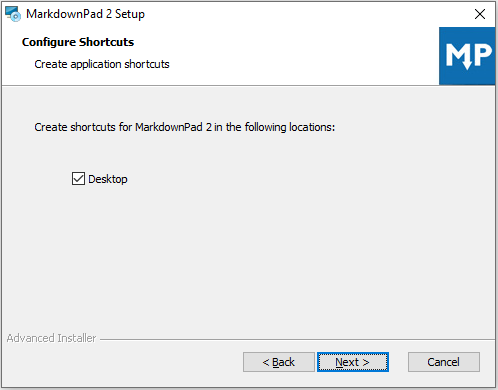 MarkdownPad 2 Setup
Configure Shortcuts
Create application shortcuts
MP
Create shortcuts for MarkdownPad 2 in the following locations:
Desktop
Advanced Installer
< Back Next > Cancel